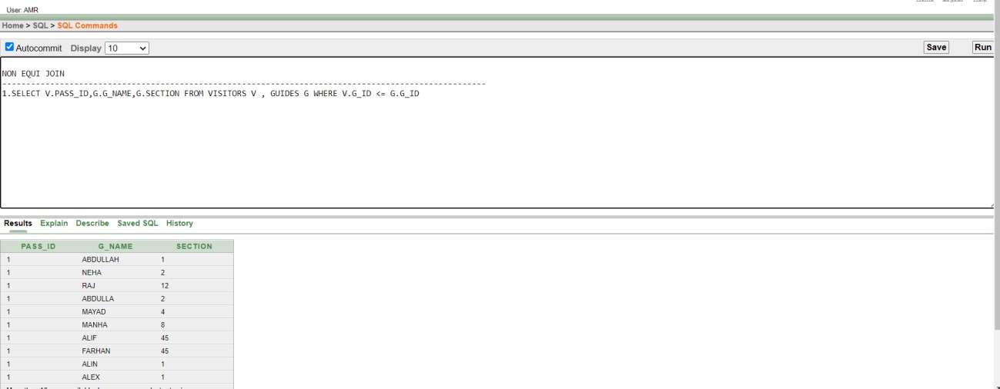 User: AMR
Home > SQL > SQL Commands
Autocommit Display 10 Save Run
NON EQUI JOIN
----------------------------------------------------------------------------------------------------
1.SELECT V.PASS_ID,G.G_NAME,G.SECTION FROM VISITORS V , GUIDES G WHERE V.G_ID <= G.G_ID
Results Explain Describe Saved SQL History
PASS_ID G_NAME SECTION
1 ABDULLAH 1
1 NEHA 2
1 RAJ 12
1 ABDULLA 2
1 MAYAD 4
1 MANHA 8
1 ALIF 45
1 FARHAN 45
1 ALIN 1
1 ALEX 1